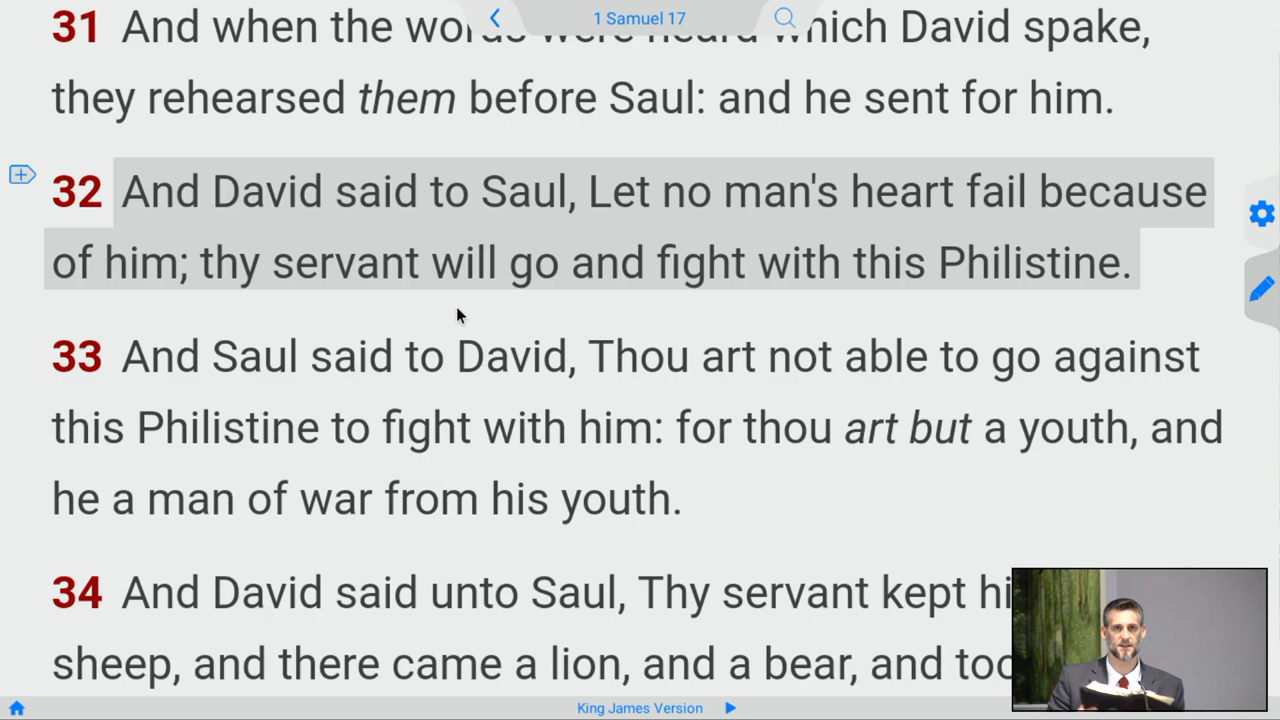 1 Samuel 17
31 And when the words were heard which David spake,
they rehearsed them before Saul: and he sent for him.
32 And David said to Saul, Let no man's heart fail because
of him; thy servant will go and fight with this Philistine.
33 And Saul said to David, Thou art not able to go against
this Philistine to fight with him: for thou art but a youth, and
he a man of war from his youth.
34 And David said unto Saul, Thy servant kept hi
sheep, and there came a lion, and a bear, and too
King James Version